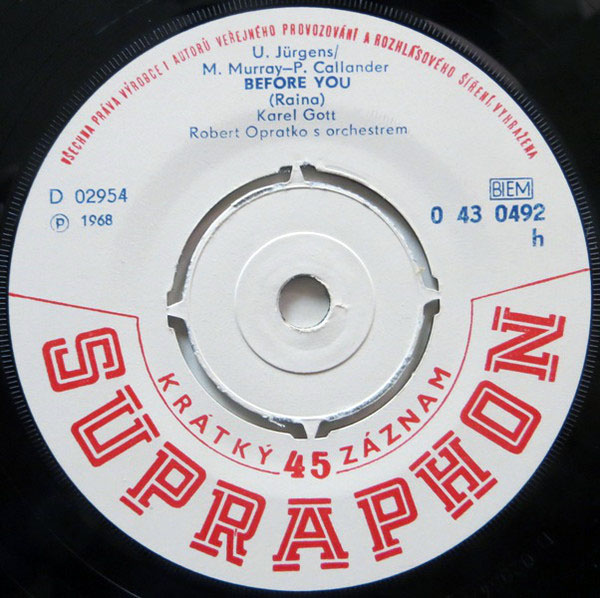 VŠECHNA PRÁVA VÝROBCE I AUTORŮ VEŘEJNÉHO PROVOZOVÁNÍ A ROZHLASOVÉHO ŠÍŘENÍ VYHRAŽENA
U. Jürgens/
M. Murray—P. Callander
BEFORE YOU
(Raina)
Karel Gott
Robert Opratko s orchestrem
D 02954
Ⓟ 1968
BIEM
0 43 0492
h
KRÁTKÝ 45 ZÁZNAM
SUPRAPHON